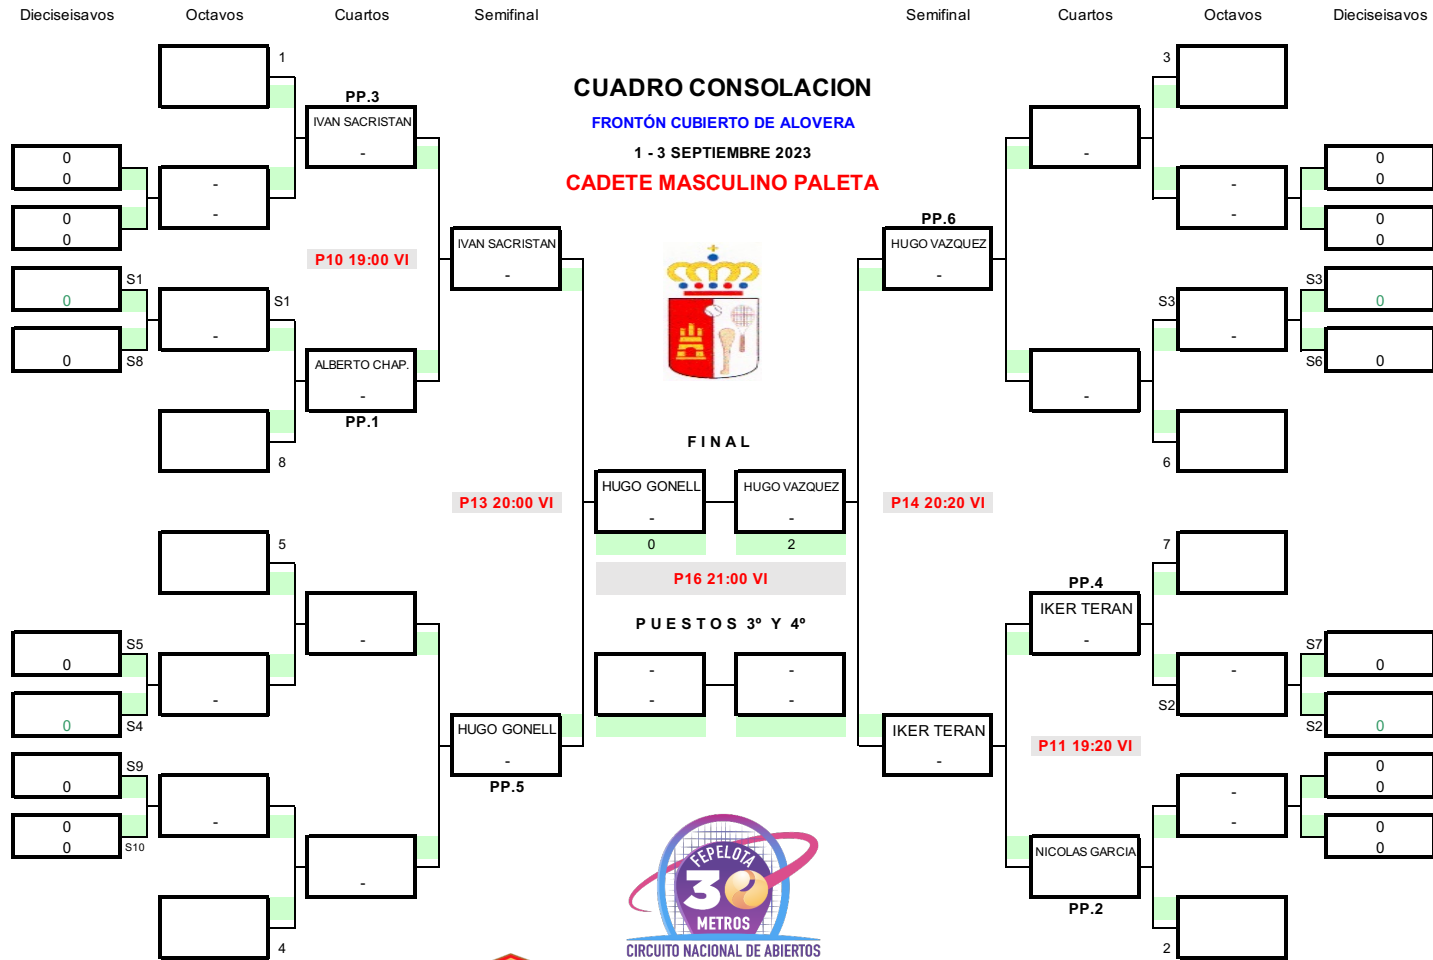 Dieciseisavos Octavos Cuartos Semifinal Semifinal Cuartos Octavos Dieciseisavos
1 3
CUADRO CONSOLACION
PP.3
IVAN SACRISTAN
-
FRONTÓN CUBIERTO DE ALOVERA
-
1 - 3 SEPTIEMBRE 2023
0
0
-
-
CADETE MASCULINO PALETA
-
-
0
0
0
0
PP.6
0
0
IVAN SACRISTAN
-
HUGO VAZQUEZ
-
P10 19:00 VI
S1
0
S1
-
S3
-
S3
0
0
S8
ALBERTO CHAP.
-
PP.1
-
S6
0
8
FINAL
6
P13 20:00 VI
HUGO GONELL
-
0
HUGO VAZQUEZ
-
2
P14 20:20 VI
5
P16 21:00 VI
7
-
PP.4
IKER TERAN
-
PUESTOS 3º Y 4º
S5
0
-
-
-
-
-
-
S2
S7
0
0
S4
S2
0
HUGO GONELL
-
PP.5
IKER TERAN
-
P11 19:20 VI
S9
0
-
-
-
0
0
0
0
S10
-
NICOLAS GARCIA
-
PP.2
0
0
4
2
FEPELOTA
30
METROS
CIRCUITO NACIONAL DE ABIERTOS